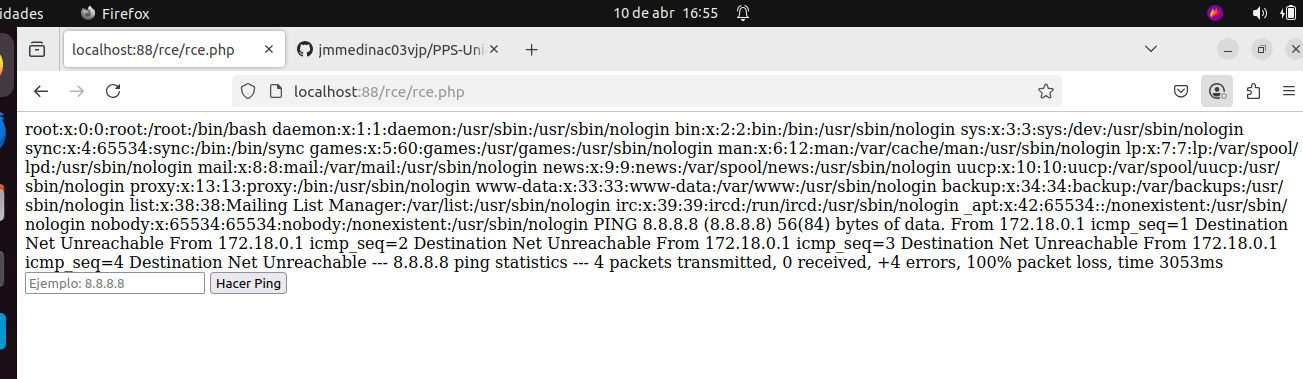 idades Firefox 10 de abr 16:55
localhost:88/rce/rce.php jmmedinac03vjp/PPS-Uni
localhost:88/rce/rce.php
root:x:0:0:root:/root:/bin/bash daemon:x:1:1:daemon:/usr/sbin:/usr/sbin/nologin bin:x:2:2:bin:/bin:/usr/sbin/nologin sys:x:3:3:sys:/dev:/usr/sbin/nologin
sync:x:4:65534:sync:/bin:/bin/sync games:x:5:60:games:/usr/games:/usr/sbin/nologin man:x:6:12:man:/var/cache/man:/usr/sbin/nologin lp:x:7:7:lp:/var/spool/
lpd:/usr/sbin/nologin mail:x:8:8:mail:/var/mail:/usr/sbin/nologin news:x:9:9:news:/var/spool/news:/usr/sbin/nologin uucp:x:10:10:uucp:/var/spool/uucp:/usr/
sbin/nologin proxy:x:13:13:proxy:/bin:/usr/sbin/nologin www-data:x:33:33:www-data:/var/www:/usr/sbin/nologin backup:x:34:34:backup:/var/backups:/usr/
sbin/nologin list:x:38:38:Mailing List Manager:/var/list:/usr/sbin/nologin irc:x:39:39:ircd:/run/ircd:/usr/sbin/nologin _apt:x:42:65534::/nonexistent:/usr/sbin/
nologin nobody:x:65534:65534:nobody:/nonexistent:/usr/sbin/nologin PING 8.8.8.8 (8.8.8.8) 56(84) bytes of data. From 172.18.0.1 icmp_seq=1 Destination
Net Unreachable From 172.18.0.1 icmp_seq=2 Destination Net Unreachable From 172.18.0.1 icmp_seq=3 Destination Net Unreachable From 172.18.0.1
icmp_seq=4 Destination Net Unreachable --- 8.8.8.8 ping statistics --- 4 packets transmitted, 0 received, +4 errors, 100% packet loss, time 3053ms
Ejemplo: 8.8.8.8 Hacer Ping